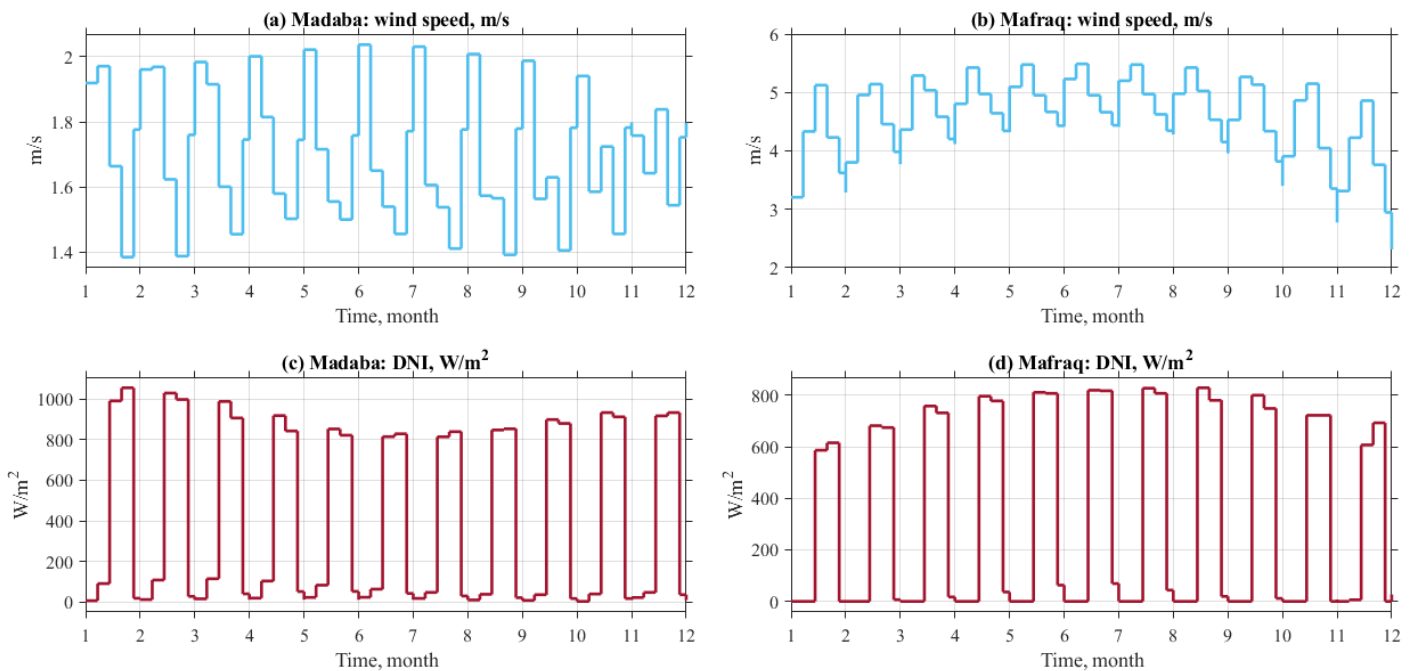 (a) Madaba: wind speed, m/s
2
1.8
1.6
1.4
m/s
1 2 3 4 5 6 7 8 9 10 11 12
Time, month
(b) Mafraq: wind speed, m/s
6
5
4
3
2
m/s
1 2 3 4 5 6 7 8 9 10 11 12
Time, month
(c) Madaba: DNI, W/m²
1000
800
600
400
200
0
W/m²
1 2 3 4 5 6 7 8 9 10 11 12
Time, month
(d) Mafraq: DNI, W/m²
800
600
400
200
0
W/m²
1 2 3 4 5 6 7 8 9 10 11 12
Time, month